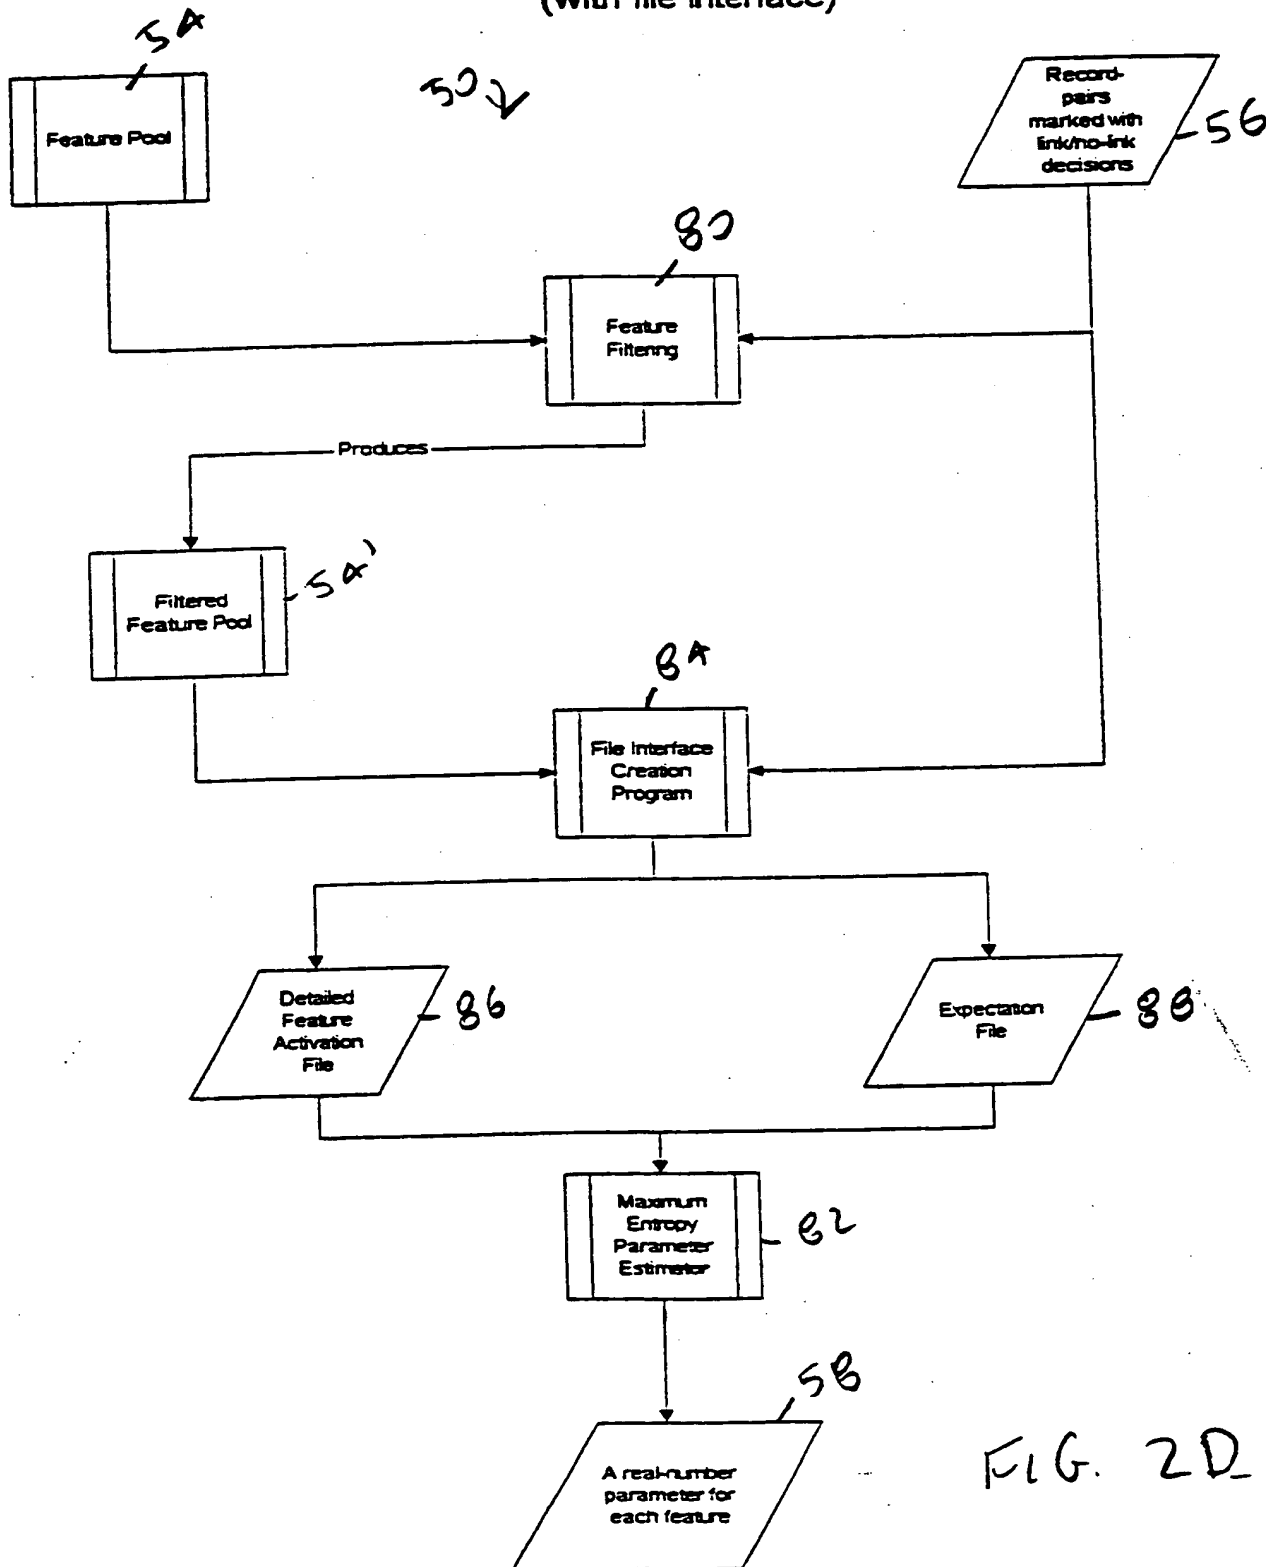 (with file interface)
54
50
Feature Pool
Record-
pairs
marked with
link/no-link
decisions
56
80
Feature
Filtering
Produces
Filtered
Feature Pool
54'
84
File Interface
Creation
Program
Detailed
Feature
Activation
File
86
Expectation
File
88
Maximum
Entropy
Parameter
Estimator
82
58
A real-number
parameter for
each feature
FIG. 2D